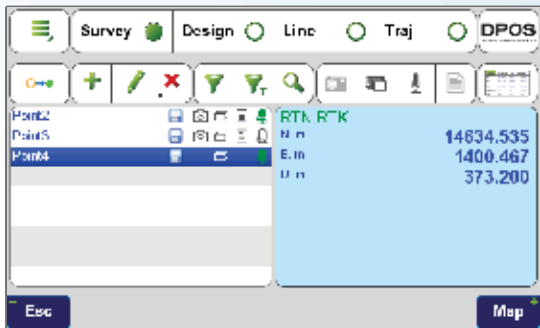 Survey Design Line Traj DPOS
Point2
Point3
Point4
RTN RTK
N. m 14634.535
E. m 1400.467
U. m 373.200
Esc Map